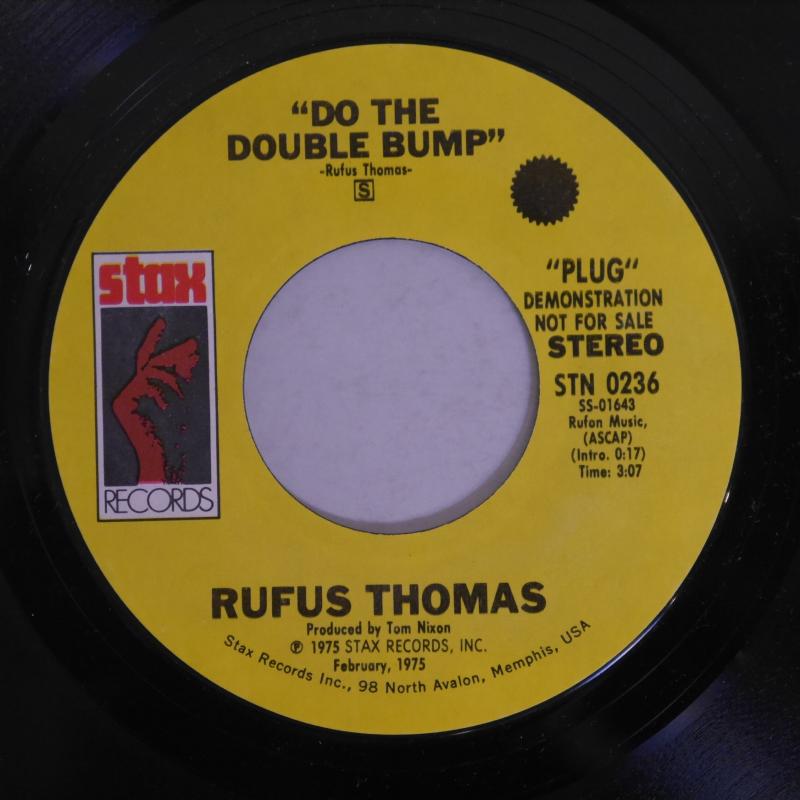 “DO THE
DOUBLE BUMP”
-Rufus Thomas-
S
stax
RECORDS
“PLUG“
DEMONSTRATION
NOT FOR SALE
STEREO
STN 0236
SS-01643
Rufon Music,
(ASCAP)
(Intro. 0:17)
Time: 3:07
RUFUS THOMAS
Produced by Tom Nixon
℗ 1975 STAX RECORDS, INC.
February, 1975
Stax Records Inc., 98 North Avalon, Memphis, USA